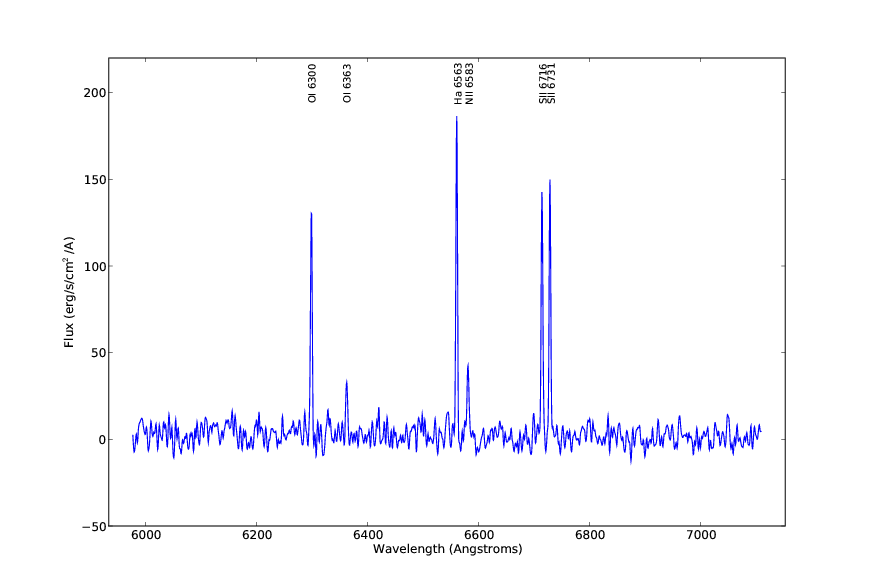 OI 6300
OI 6363
Ha 6563
NII 6583
SII 6716
SII 6731
200
150
100
50
0
−50
Flux (erg/s/cm² /A)
6000 6200 6400 6600 6800 7000
Wavelength (Angstroms)